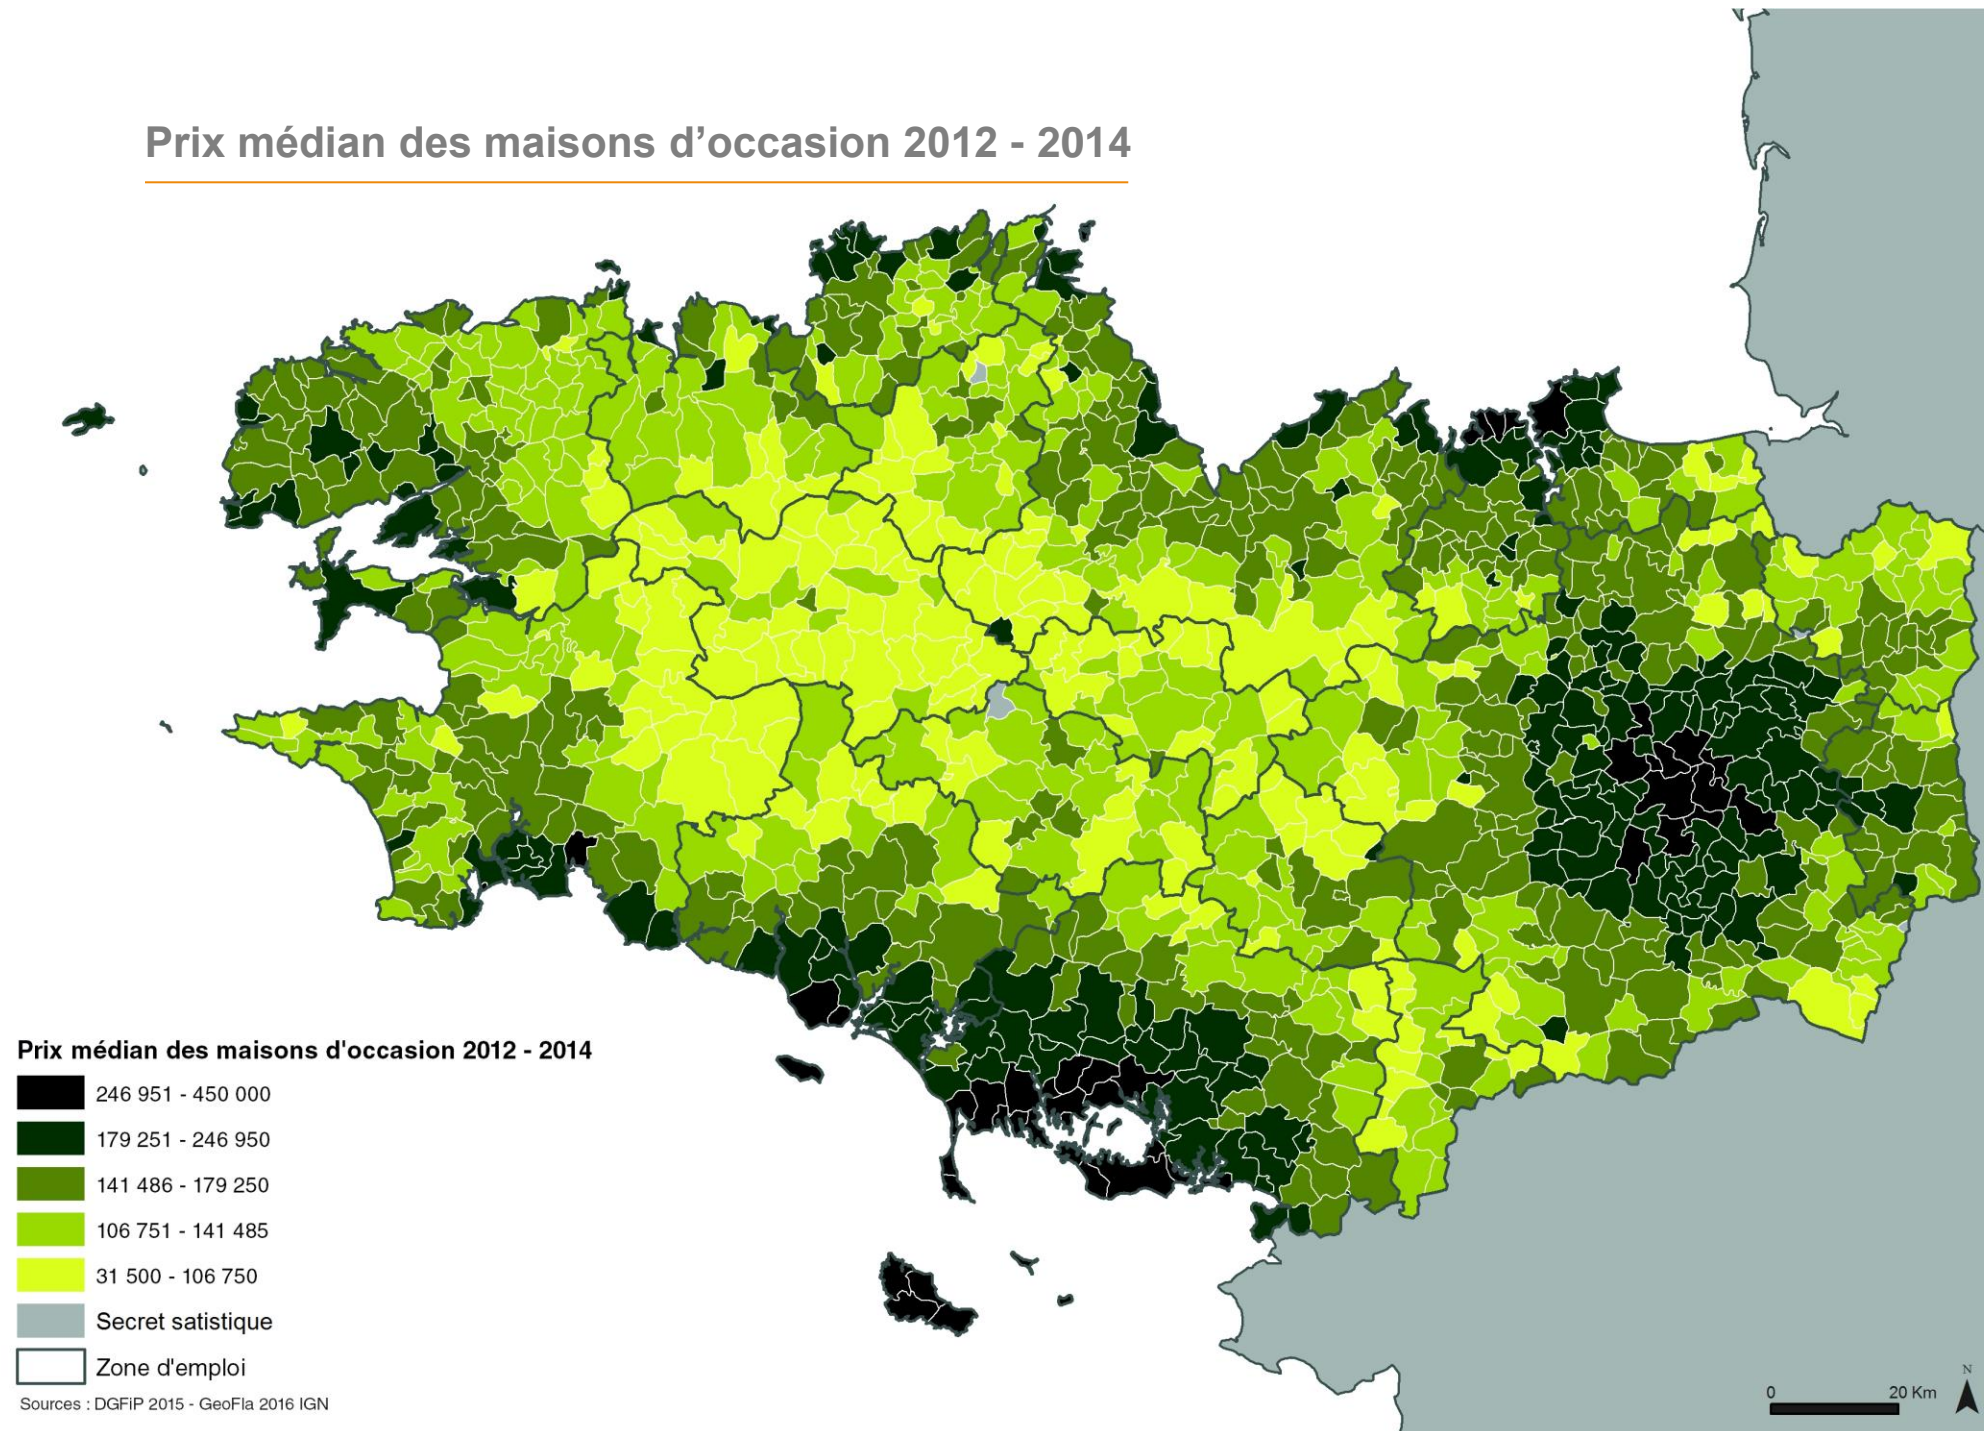 Prix médian des maisons d’occasion 2012 - 2014
Prix médian des maisons d'occasion 2012 - 2014
246 951 - 450 000
179 251 - 246 950
141 486 - 179 250
106 751 - 141 485
31 500 - 106 750
Secret satistique
Zone d'emploi
Sources : DGFiP 2015 - GeoFla 2016 IGN
0 20 Km
N